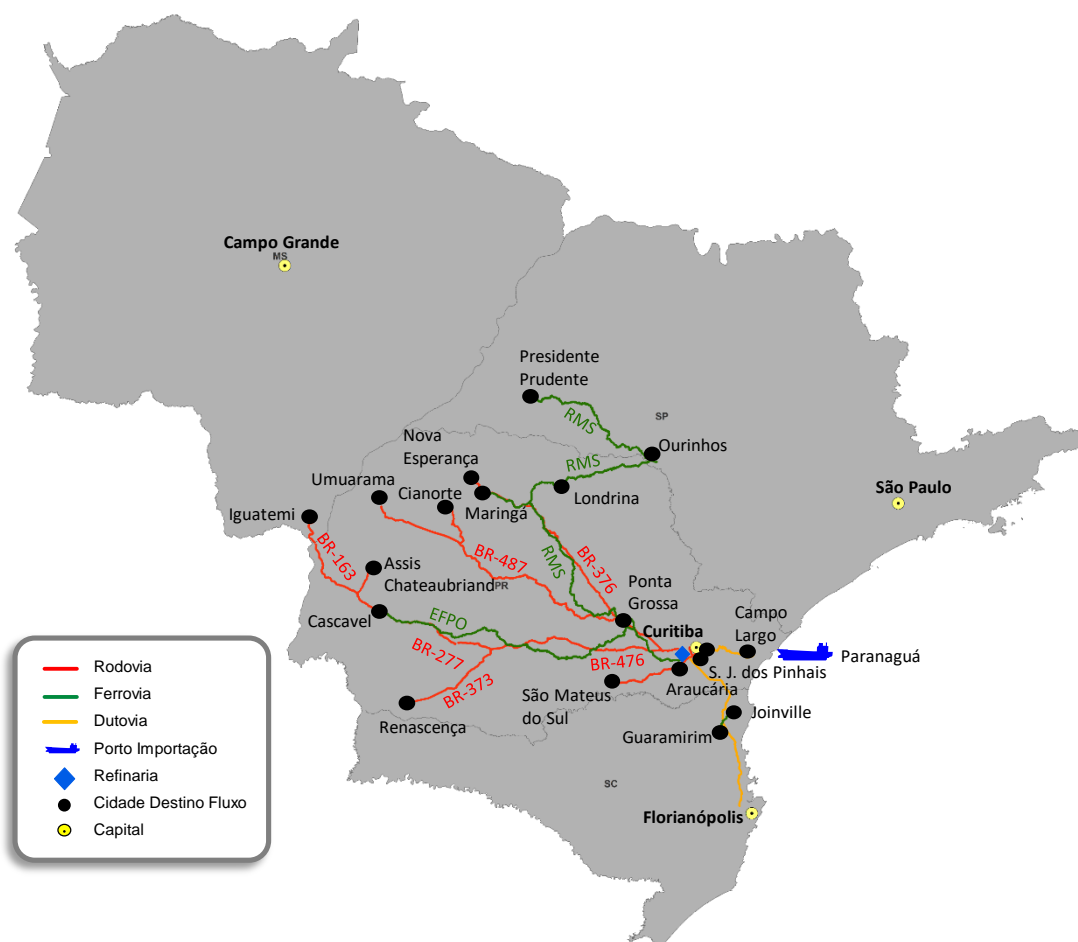 Campo Grande
MS
Presidente
Prudente
RMS
SP
Ourinhos
Nova
Esperança
RMS
Umuarama
Cianorte
Maringá
Londrina
São Paulo
Iguatemi
BR-163
BR-487
RMS
BR-376
Assis
Chateaubriand
PR
Ponta
Grossa
Cascavel
EFPO
Campo
Largo
Curitiba
BR-277
BR-476
Paranaguá
S. J. dos Pinhais
BR-373
São Mateus
do Sul
Araucária
Renascença
Joinville
Guaramirim
SC
Florianópolis
Rodovia
Ferrovia
Dutovia
Porto Importação
Refinaria
Cidade Destino Fluxo
Capital